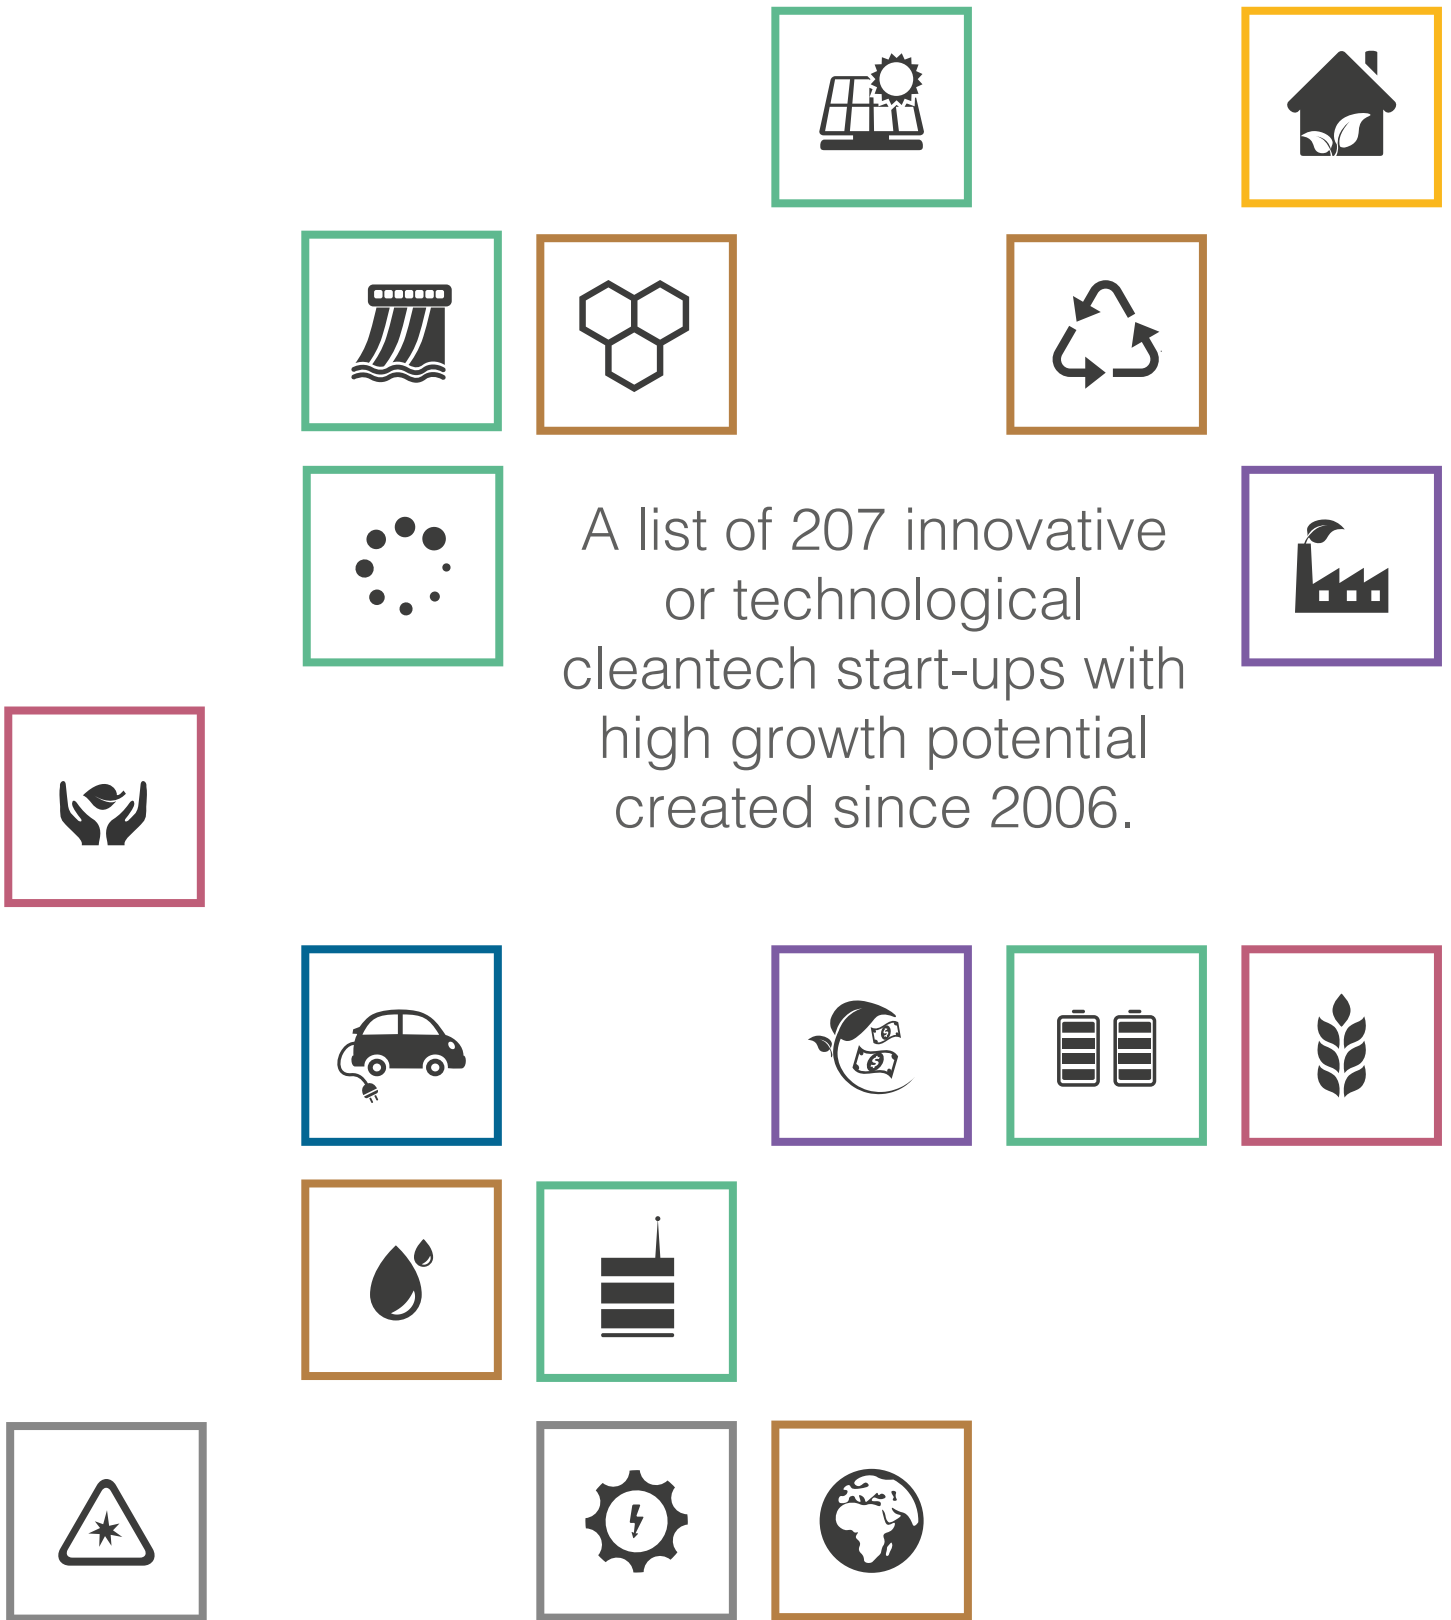 A list of 207 innovative
or technological
cleantech start-ups with
high growth potential
created since 2006.